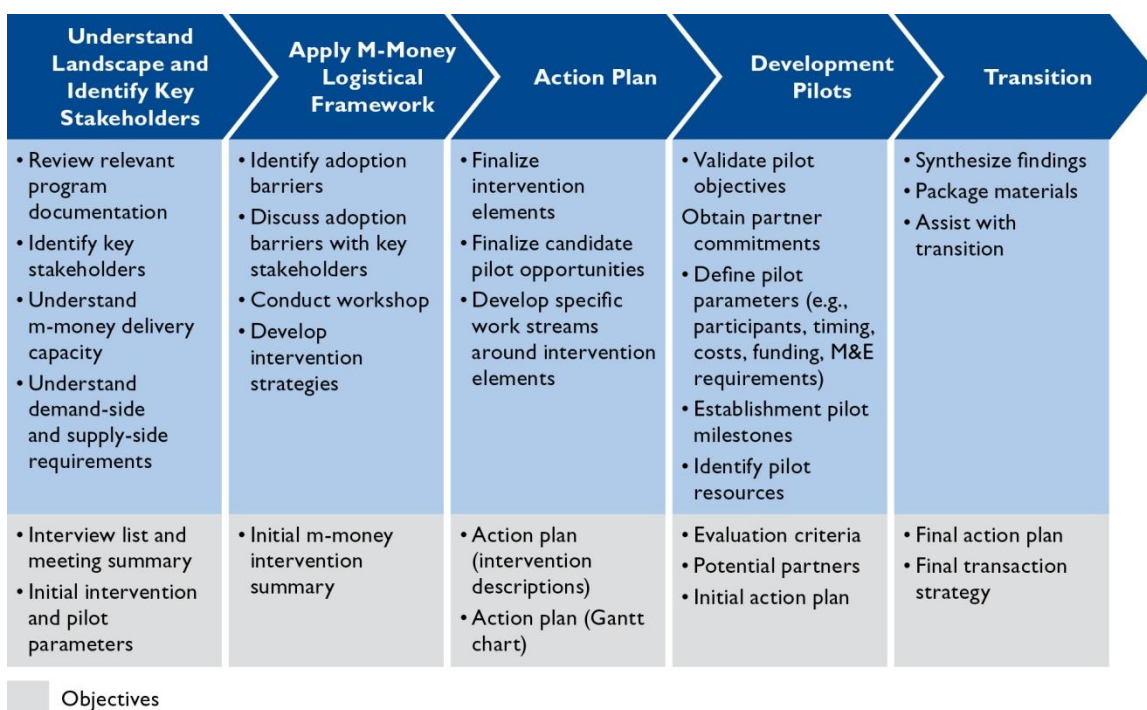 Understand
Landscape and
Identify Key
Stakeholders
Apply M-Money
Logistical
Framework
Action Plan
Development
Pilots
Transition
• Review relevant
program
documentation
• Identify key
stakeholders
• Understand
m-money delivery
capacity
• Understand
demand-side
and supply-side
requirements
• Identify adoption
barriers
• Discuss adoption
barriers with key
stakeholders
• Conduct workshop
• Develop
intervention
strategies
• Finalize
intervention
elements
• Finalize candidate
pilot opportunities
• Develop specific
work streams
around intervention
elements
• Validate pilot
objectives
Obtain partner
commitments
• Define pilot
parameters (e.g.,
participants, timing,
costs, funding, M&E
requirements)
• Establishment pilot
milestones
• Identify pilot
resources
• Synthesize findings
• Package materials
• Assist with
transition
• Interview list and
meeting summary
• Initial intervention
and pilot
parameters
• Initial m-money
intervention
summary
• Action plan
(intervention
descriptions)
• Action plan (Gantt
chart)
• Evaluation criteria
• Potential partners
• Initial action plan
• Final action plan
• Final transaction
strategy
Objectives